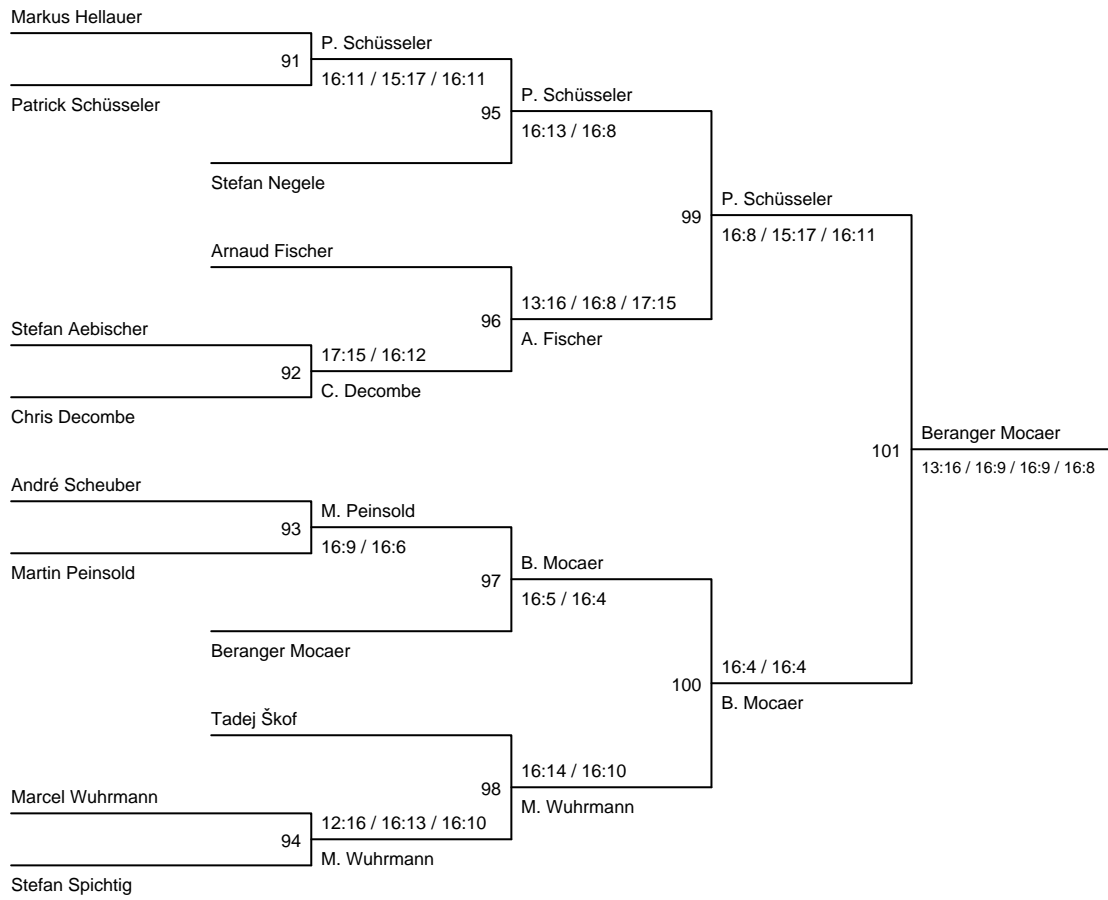 Markus Hellauer
P. Schüsseler
91
16:11 / 15:17 / 16:11
P. Schüsseler
Patrick Schüsseler
95
16:13 / 16:8
Stefan Negele
P. Schüsseler
99
16:8 / 15:17 / 16:11
Arnaud Fischer
13:16 / 16:8 / 17:15
96
Stefan Aebischer
A. Fischer
17:15 / 16:12
92
C. Decombe
Chris Decombe
Beranger Mocaer
101
13:16 / 16:9 / 16:9 / 16:8
André Scheuber
M. Peinsold
93
16:9 / 16:6
B. Mocaer
Martin Peinsold
97
16:5 / 16:4
Beranger Mocaer
16:4 / 16:4
100
B. Mocaer
Tadej Škof
16:14 / 16:10
98
Marcel Wuhrmann
M. Wuhrmann
12:16 / 16:13 / 16:10
94
M. Wuhrmann
Stefan Spichtig